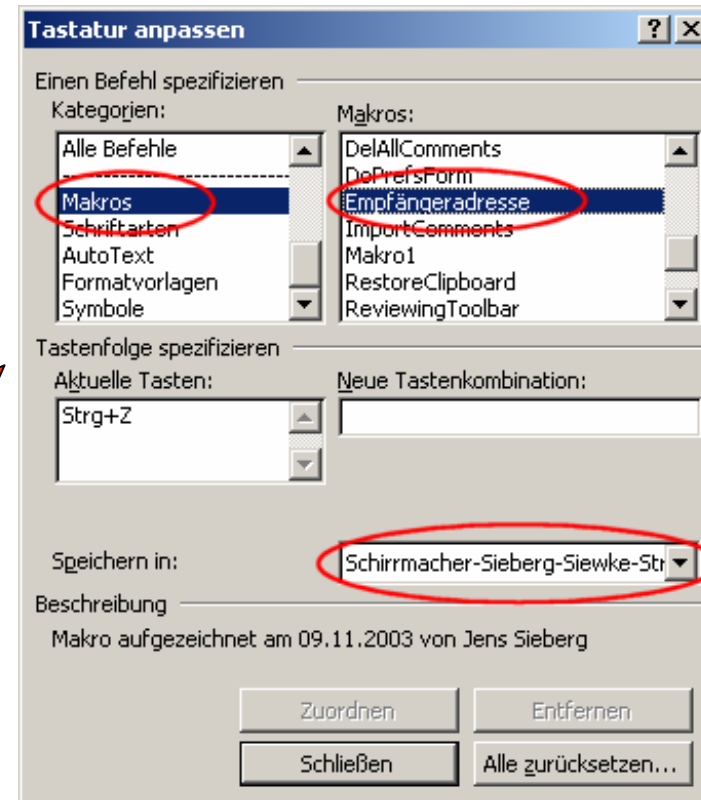 Tastatur anpassen
Einen Befehl spezifizieren
Kategorien:
Alle Befehle
Makros
Schriftarten
AutoText
Formatvorlagen
Symbole
Makros:
DelAllComments
DoPrefsForm
Empfängeradresse
ImportComments
Makro1
RestoreClipboard
ReviewingToolbar
Tastenfolge spezifizieren
Aktuelle Tasten:
Strg+Z
Neue Tastenkombination:
Speichern in:
Schirrmacher-Sieberg-Siewke-Str
Beschreibung
Makro aufgezeichnet am 09.11.2003 von Jens Sieberg
Zuordnen
Entfernen
Schließen
Alle zurücksetzen...